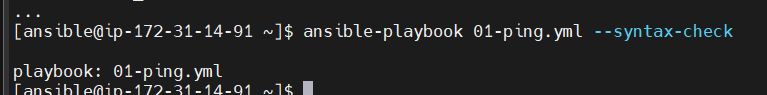 ...
[ansible@ip-172-31-14-91 ~]$ ansible-playbook 01-ping.yml --syntax-check
playbook: 01-ping.yml
[ansible@ip-172-31-14-91 ~]$